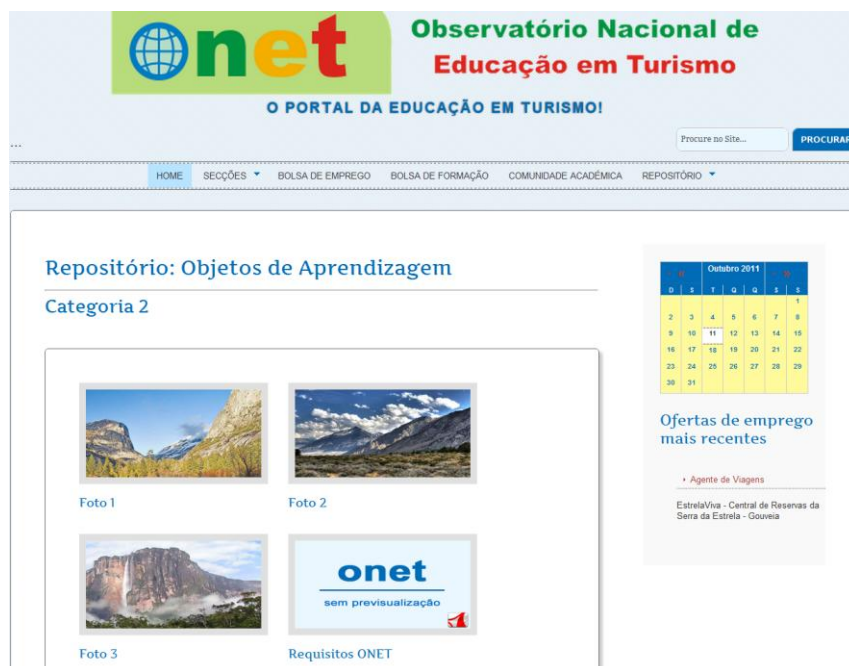 onet
Observatório Nacional de
Educação em Turismo
O PORTAL DA EDUCAÇÃO EM TURISMO!
...
Procure no Site...
PROCURAR
HOME SECÇÕES BOLSA DE EMPREGO BOLSA DE FORMAÇÃO COMUNIDADE ACADÉMICA REPOSITÓRIO
Repositório: Objetos de Aprendizagem
Categoria 2
Foto 1 Foto 2
onet
sem previsualização
Foto 3 Requisitos ONET
Outubro 2011
D S T Q Q S S
1
2 3 4 5 6 7 8
9 10 11 12 13 14 15
16 17 18 19 20 21 22
23 24 25 26 27 28 29
30 31
Ofertas de emprego
mais recentes
Agente de Viagens
EstrelaViva - Central de Reservas da
Serra da Estrela - Gouveia